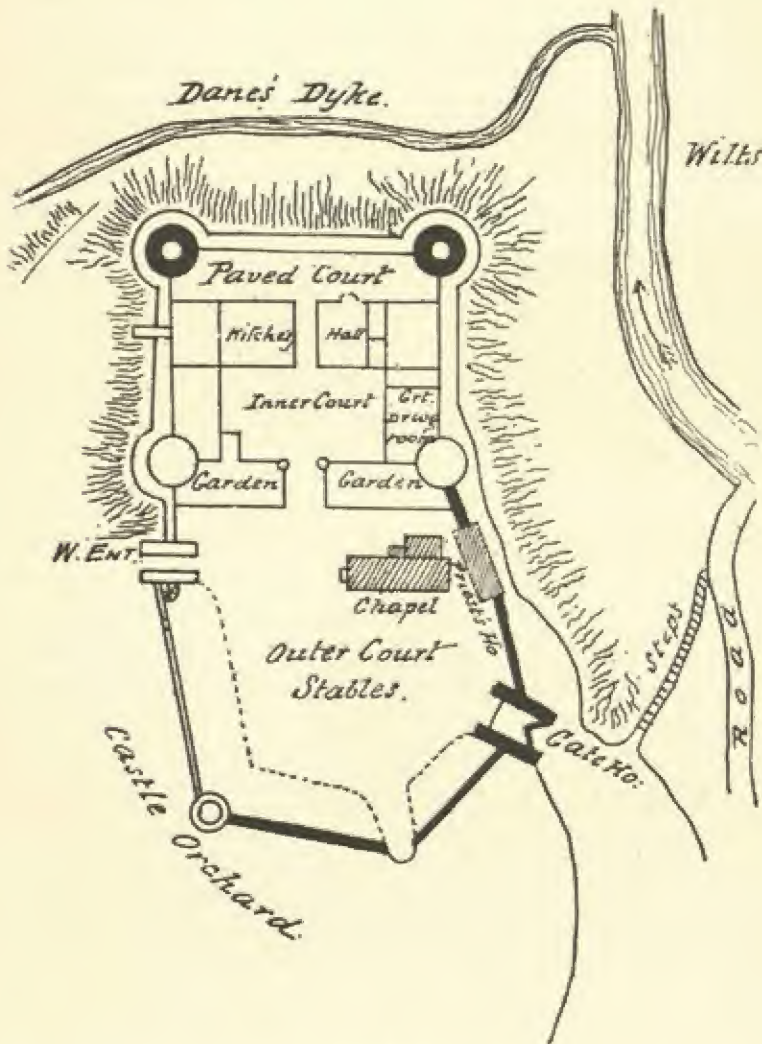 Dane's Dyke.
Wilts
Paved Court
Kitchen
Hall
Inner Court
Grt.
Drwg
room
Garden
Garden
W. Ent.
Chapel
Priest's Ho
Outer Court
Stables.
Steps
Road
Gate Ho:
Castle Orchard.